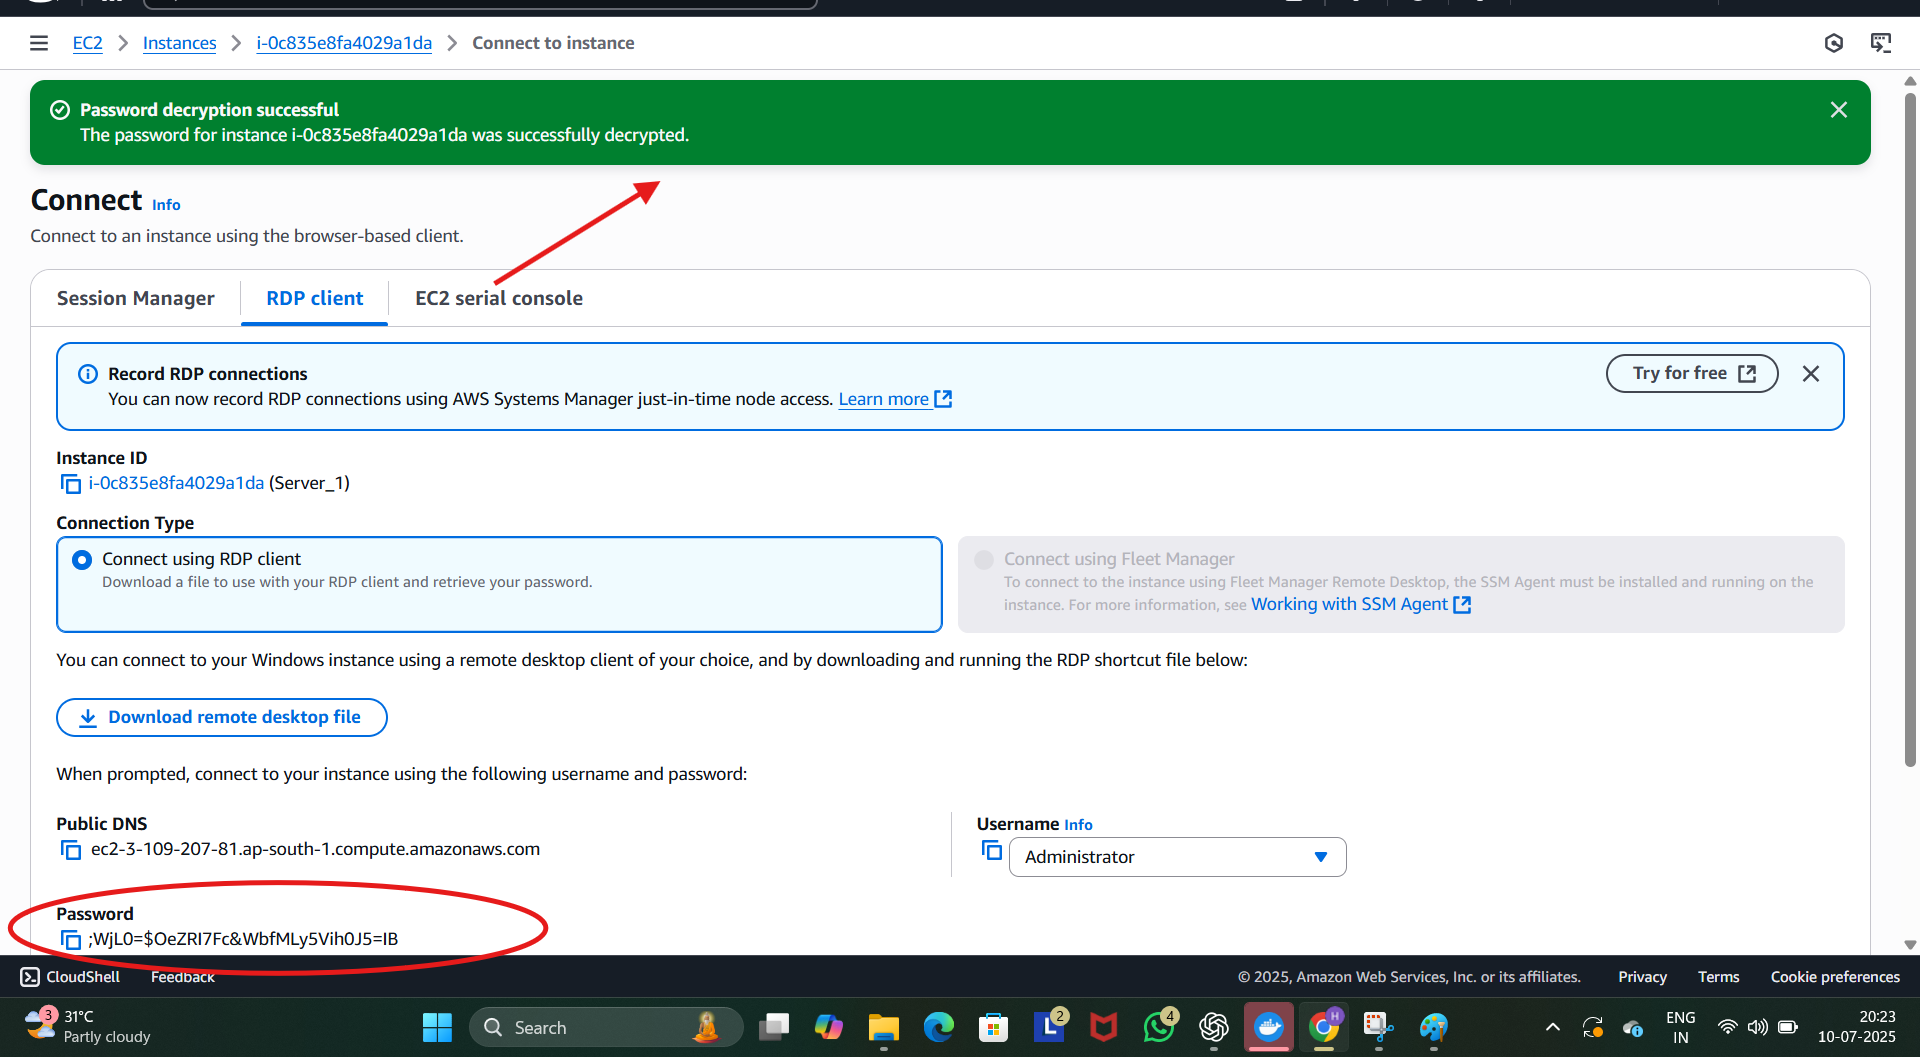 EC2 > Instances > i-0c835e8fa4029a1da > Connect to instance
Password decryption successful
The password for instance i-0c835e8fa4029a1da was successfully decrypted.
Connect Info
Connect to an instance using the browser-based client.
Session Manager RDP client EC2 serial console
Record RDP connections
You can now record RDP connections using AWS Systems Manager just-in-time node access. Learn more
Try for free
Instance ID
i-0c835e8fa4029a1da (Server_1)
Connection Type
Connect using RDP client
Download a file to use with your RDP client and retrieve your password.
Connect using Fleet Manager
To connect to the instance using Fleet Manager Remote Desktop, the SSM Agent must be installed and running on the
instance. For more information, see Working with SSM Agent
You can connect to your Windows instance using a remote desktop client of your choice, and by downloading and running the RDP shortcut file below:
Download remote desktop file
When prompted, connect to your instance using the following username and password:
Public DNS
ec2-3-109-207-81.ap-south-1.compute.amazonaws.com
Username Info
Administrator
Password
;WjL0=$OeZRI7Fc&WbfMLy5Vih0J5=IB
CloudShell Feedback © 2025, Amazon Web Services, Inc. or its affiliates. Privacy Terms Cookie preferences
3
31°C
Partly cloudy
Search
L 2
4
H
ENG
IN
20:23
10-07-2025